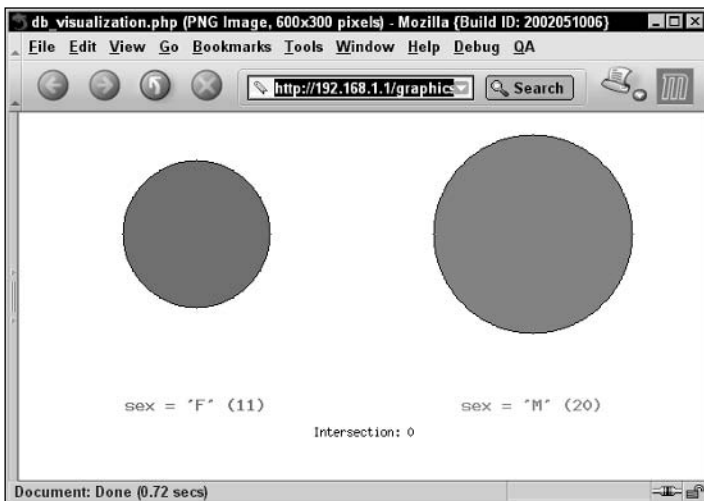 db_visualization.php (PNG Image, 600x300 pixels) - Mozilla {Build ID: 2002051006}
File Edit View Go Bookmarks Tools Window Help Debug QA
http://192.168.1.1/graphics Search
sex = "F" (11) sex = "M" (20)
Intersection: 0
Document: Done (0.72 secs)